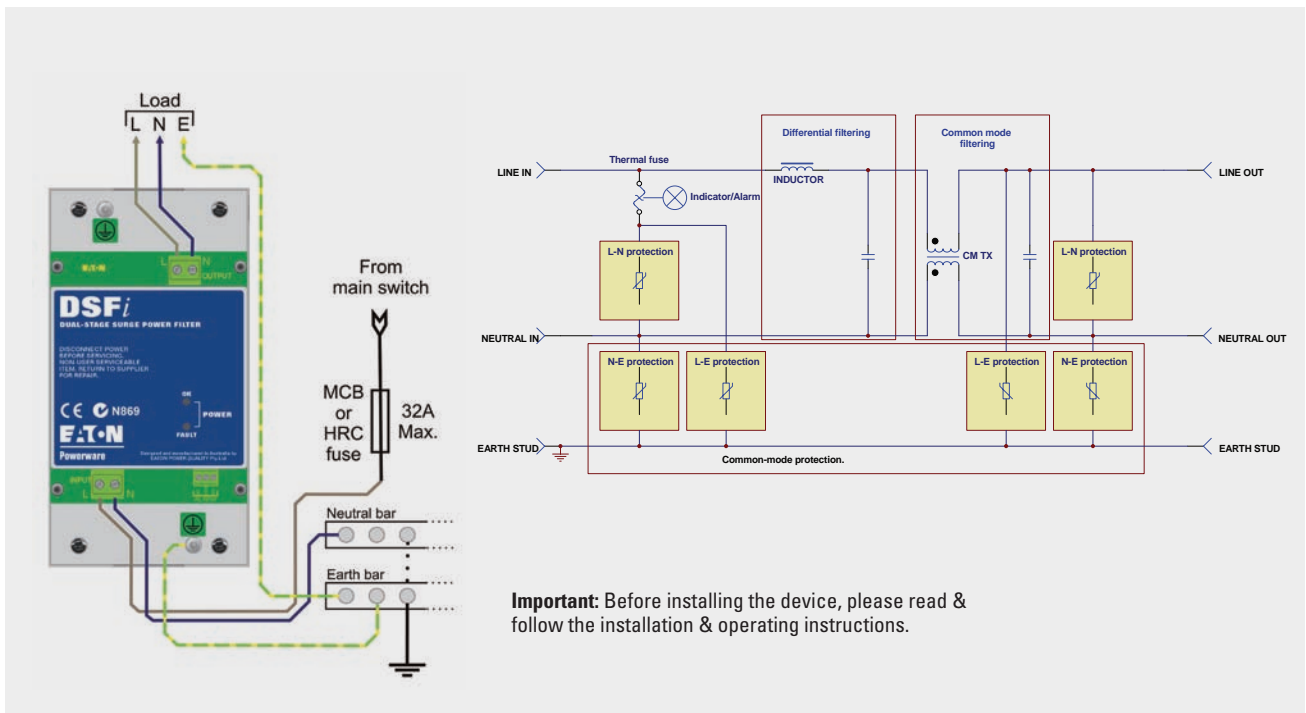 Load
L N E
L N
OUTPUT
E·T·N
DSFi
DUAL-STAGE SURGE POWER FILTER
DISCONNECT POWER
BEFORE SERVICING.
NON USER SERVICEABLE
ITEM. RETURN TO SUPPLIER
FOR REPAIR.
CE N869
OK
POWER
FAULT
E·T·N
Powerware
INPUT
L N
From
main switch
MCB
or
HRC
fuse
32A
Max.
Neutral bar
Earth bar
Differential filtering
Common mode
filtering
Thermal fuse
LINE IN
INDUCTOR
LINE OUT
Indicator/Alarm
L-N protection
CM TX
L-N protection
NEUTRAL IN
NEUTRAL OUT
N-E protection
L-E protection
L-E protection
N-E protection
EARTH STUD
EARTH STUD
Common-mode protection.
Important: Before installing the device, please read &
follow the installation & operating instructions.